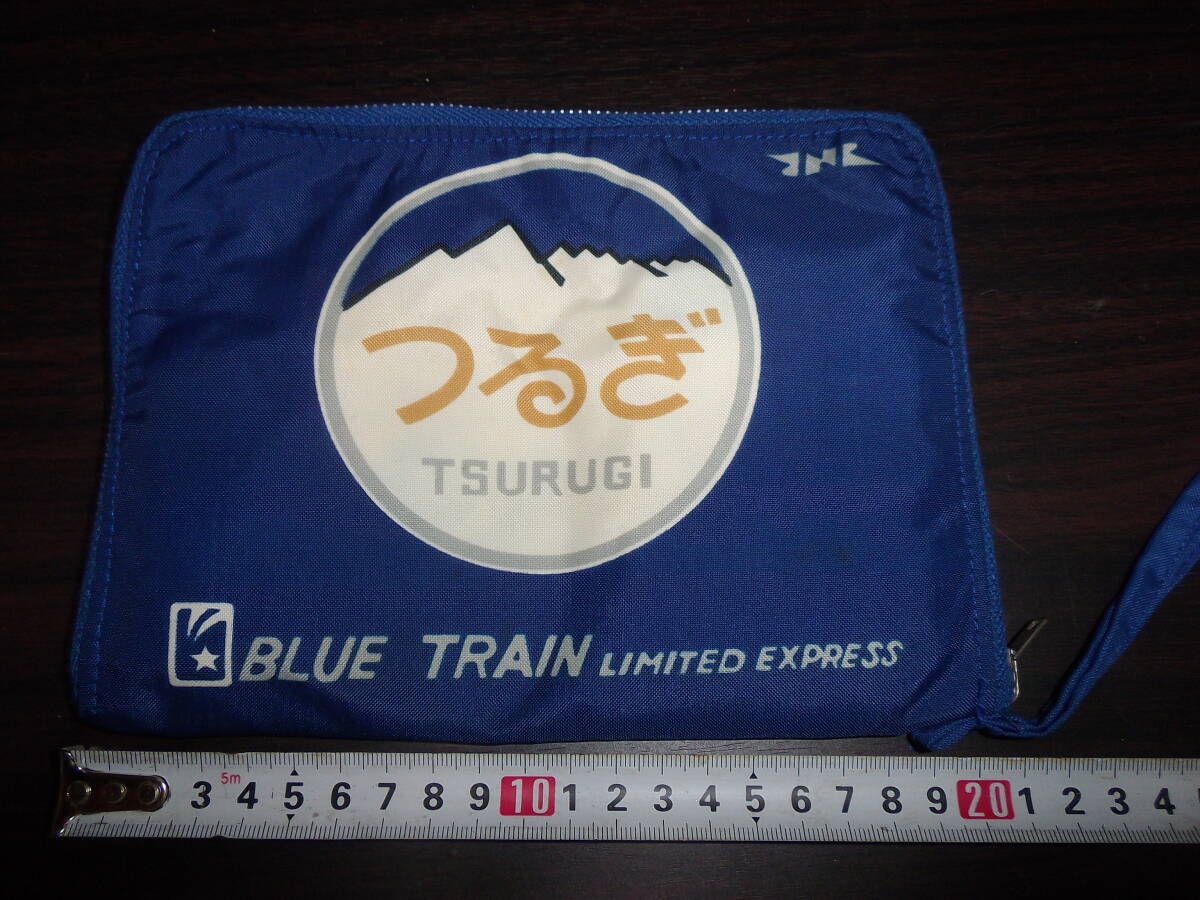 JNR
つるぎ
TSURUGI
BLUE TRAIN LIMITED EXPRESS
5m
3 4 5 6 7 8 9 10 1 2 3 4 5 6 7 8 9 20 1 2 3 4